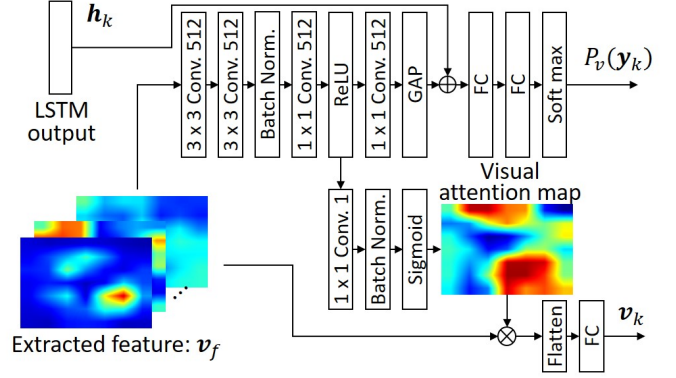 h_k
LSTM
output
3 x 3 Conv. 512
3 x 3 Conv. 512
Batch Norm.
1 x 1 Conv. 512
ReLU
1 x 1 Conv. 512
GAP
FC
FC
Soft max
P_v(y_k)
Visual
attention map
1 x 1 Conv. 1
Batch Norm.
Sigmoid
...
Extracted feature: v_f
Flatten
FC
v_k